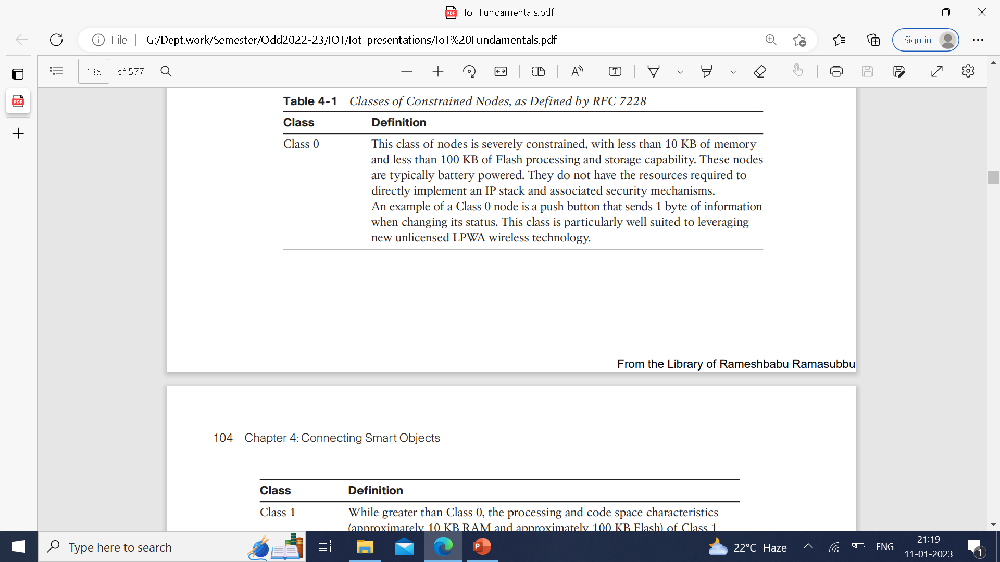 IoT Fundamentals.pdf
File
G:/Dept.work/Semester/Odd2022-23/IOT/Iot_presentations/IoT%20Fundamentals.pdf
Sign in
136 of 577
Table 4-1 Classes of Constrained Nodes, as Defined by RFC 7228
Class Definition
Class 0 This class of nodes is severely constrained, with less than 10 KB of memory
and less than 100 KB of Flash processing and storage capability. These nodes
are typically battery powered. They do not have the resources required to
directly implement an IP stack and associated security mechanisms.
An example of a Class 0 node is a push button that sends 1 byte of information
when changing its status. This class is particularly well suited to leveraging
new unlicensed LPWA wireless technology.
From the Library of Rameshbabu Ramasubbu
104 Chapter 4: Connecting Smart Objects
Class Definition
Class 1 While greater than Class 0, the processing and code space characteristics
(approximately 10 KB RAM and approximately 100 KB Flash) of Class 1
Type here to search
22°C Haze
ENG
21:19
11-01-2023
1